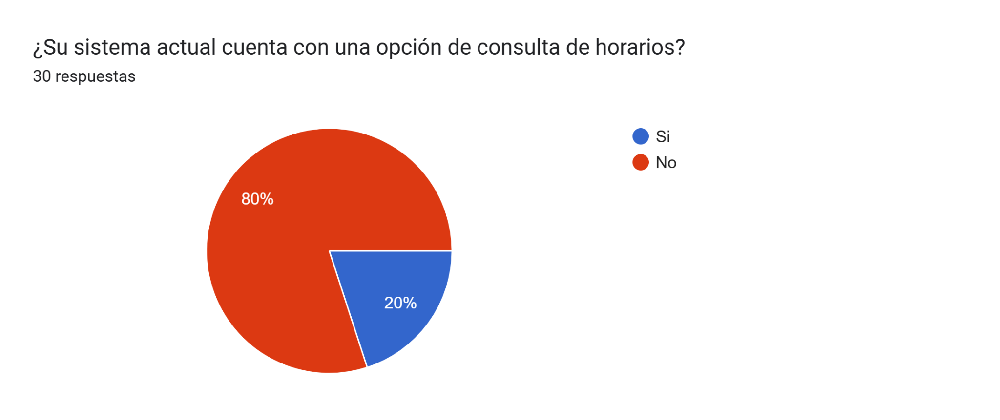 ¿Su sistema actual cuenta con una opción de consulta de horarios?
30 respuestas
Si
No
80%
20%